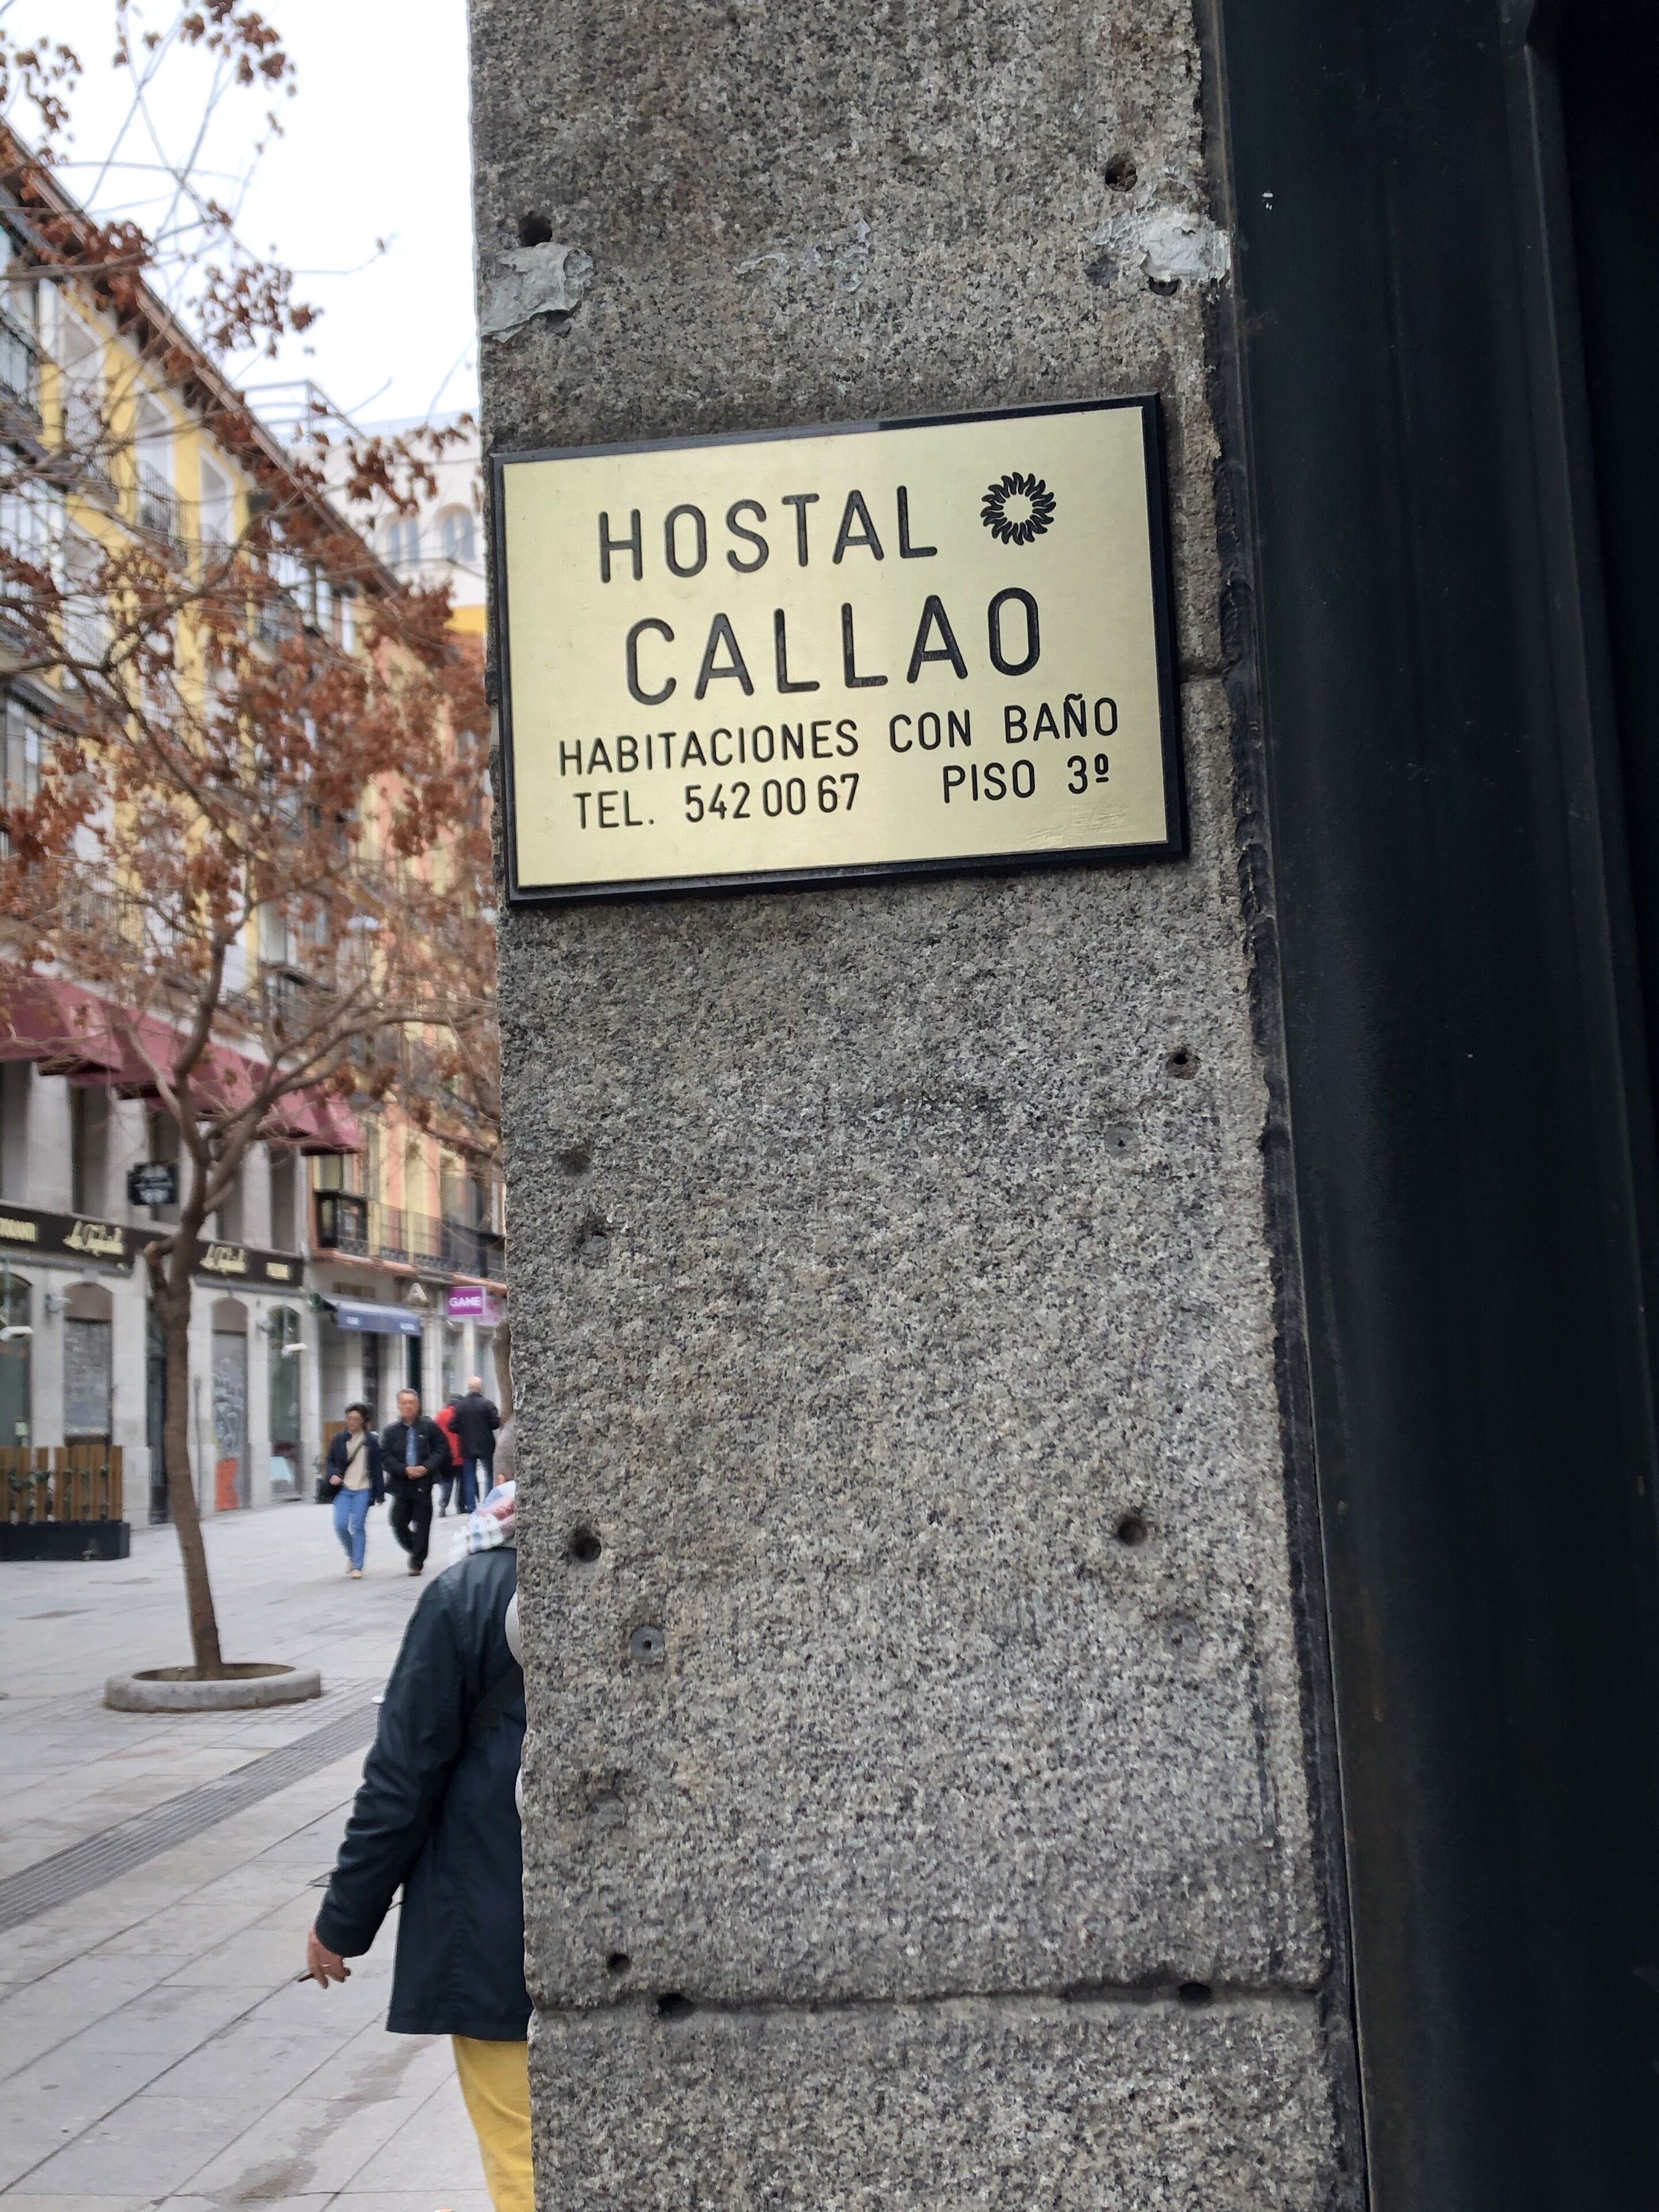 HOSTAL
CALLAO
HABITACIONES CON BAÑO
TEL. 542 00 67 PISO 3º
GAME